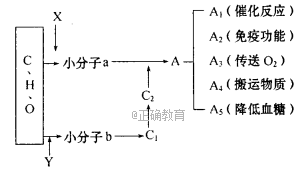 X
C、H、O
小分子a
A
A₁(催化反应)
A₂(免疫功能)
A₃(传送O₂)
A₄(搬运物质)
A₅(降低血糖)
C₂
@正确教育
小分子b
C₁
Y